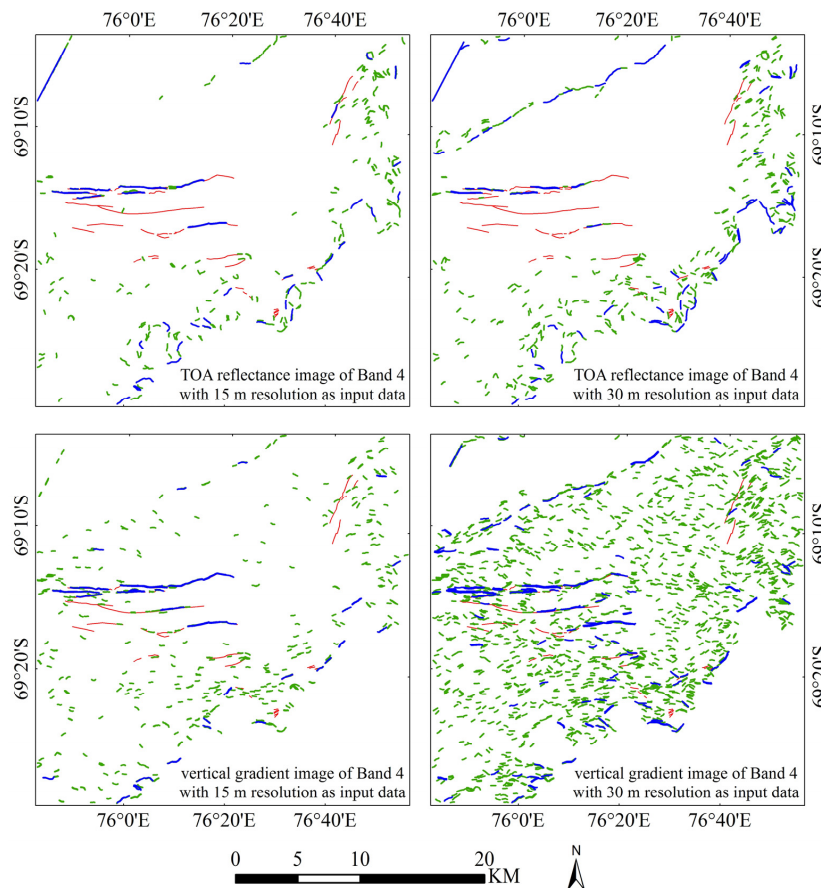 76°0'E 76°20'E 76°40'E 76°0'E 76°20'E 76°40'E
69°10'S 69°10'S
69°20'S 69°20'S
TOA reflectance image of Band 4 TOA reflectance image of Band 4
with 15 m resolution as input data with 30 m resolution as input data
69°10'S 69°10'S
69°20'S 69°20'S
vertical gradient image of Band 4 vertical gradient image of Band 4
with 15 m resolution as input data with 30 m resolution as input data
76°0'E 76°20'E 76°40'E 76°0'E 76°20'E 76°40'E
0 5 10 20
KM
N